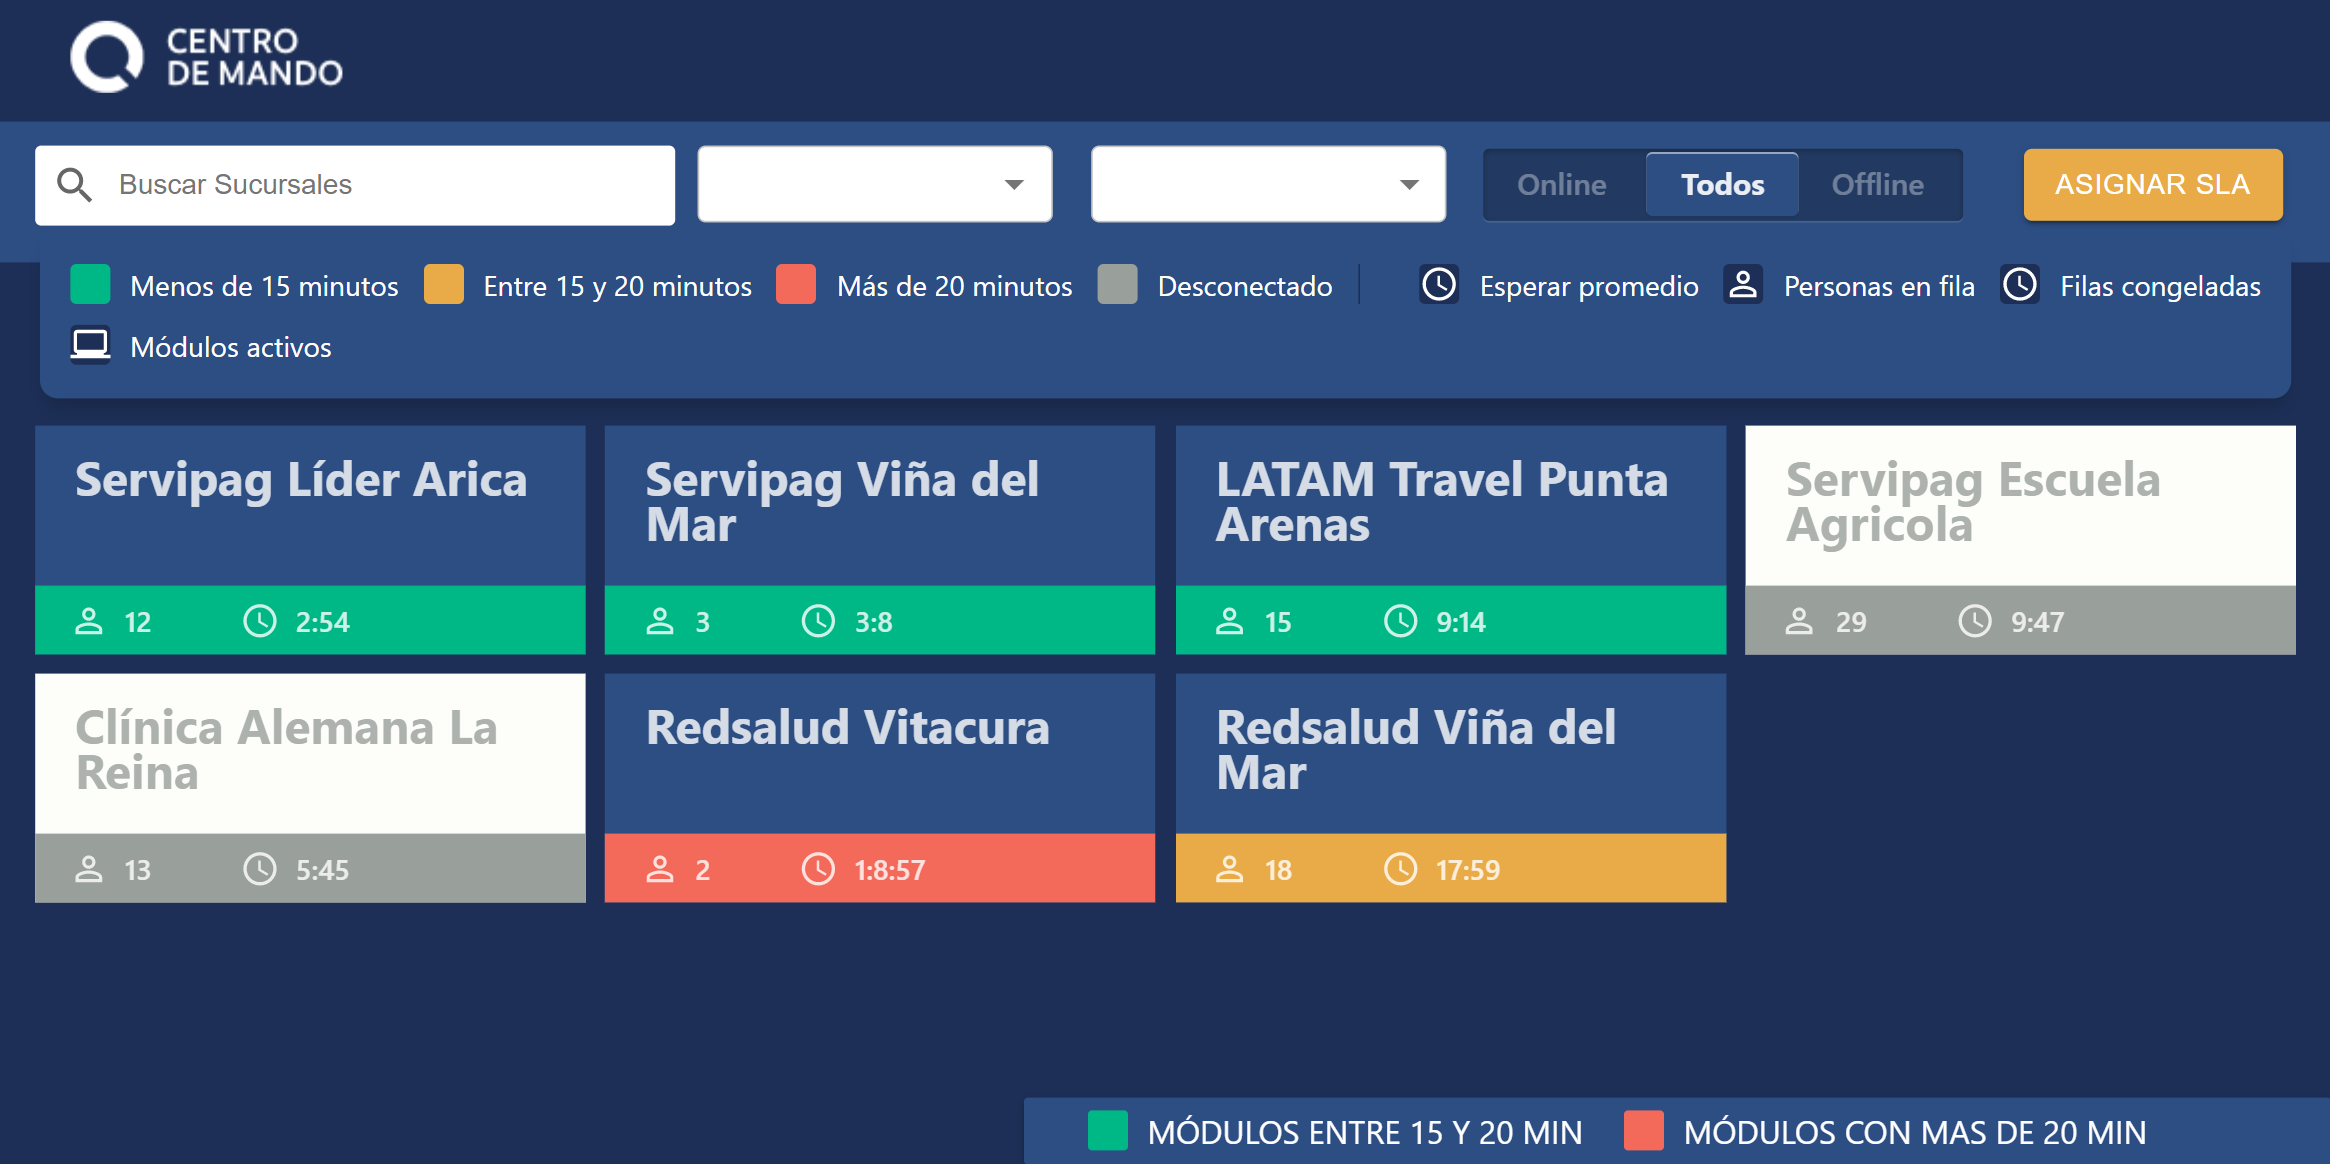 CENTRO
DE MANDO
Buscar Sucursales
Online Todos Offline
ASIGNAR SLA
Menos de 15 minutos Entre 15 y 20 minutos Más de 20 minutos Desconectado Esperar promedio Personas en fila Filas congeladas
Módulos activos
Servipag Líder Arica
12 2:54
Servipag Viña del
Mar
3 3:8
LATAM Travel Punta
Arenas
15 9:14
Servipag Escuela
Agricola
29 9:47
Clínica Alemana La
Reina
13 5:45
Redsalud Vitacura
2 1:8:57
Redsalud Viña del
Mar
18 17:59
MÓDULOS ENTRE 15 Y 20 MIN MÓDULOS CON MAS DE 20 MIN